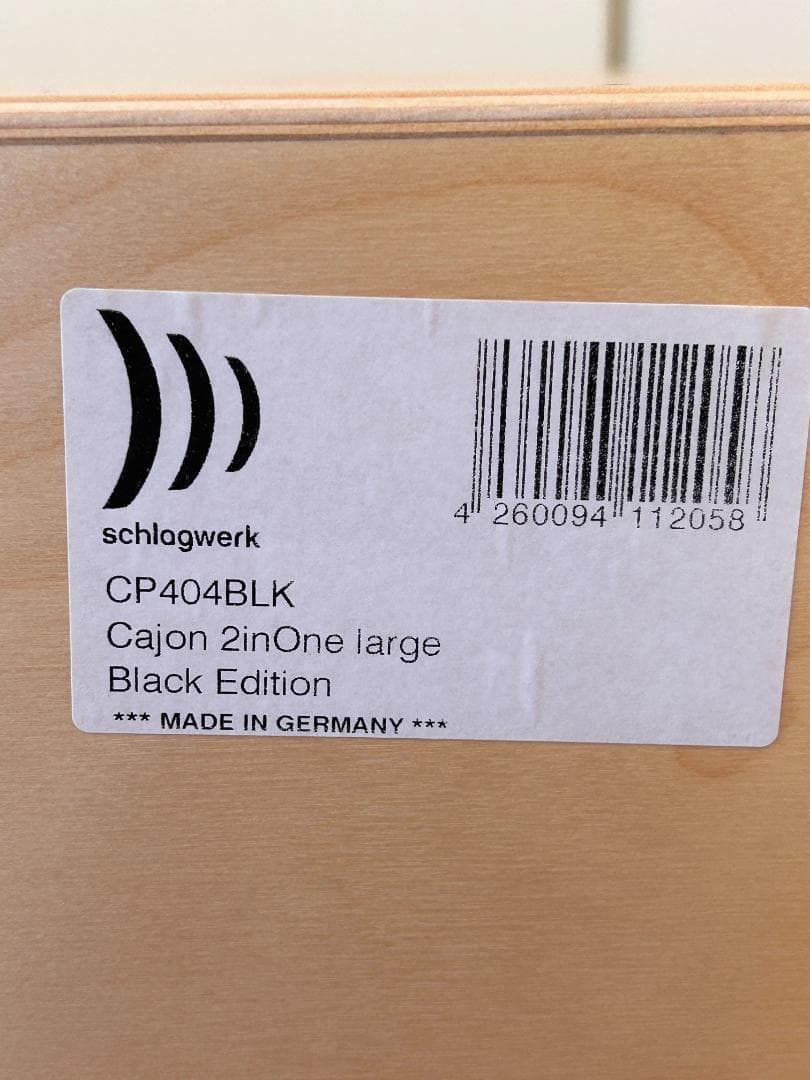 schlagwerk
4 260094 112058
CP404BLK
Cajon 2inOne large
Black Edition
*** MADE IN GERMANY ***